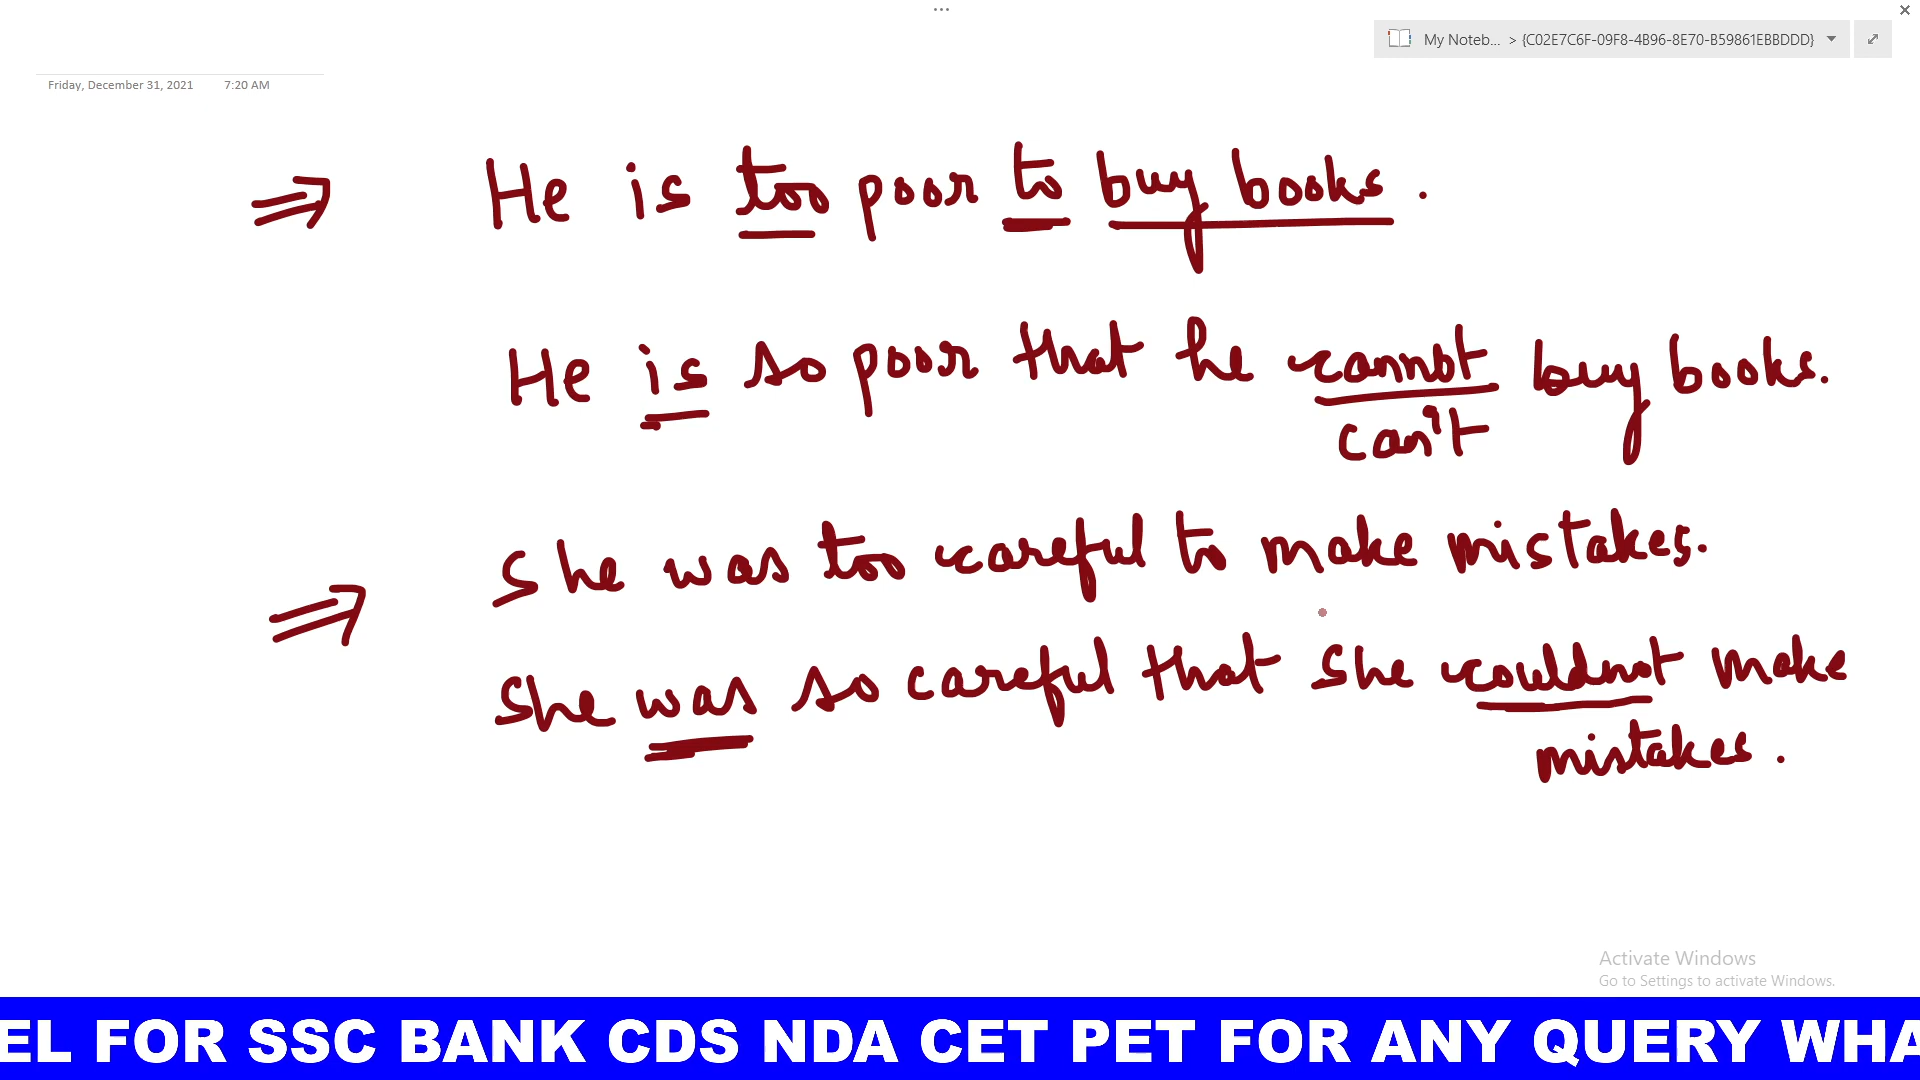 ...
My Noteb... > {C02E7C6F-09F8-4B96-8E70-B59861EBBDDD}
Friday, December 31, 2021 7:20 AM
⇒ He is too poor to buy books.
He is so poor that he cannot buy books.
can't
She was too careful to make mistakes.
⇒
She was so careful that she couldnot make
mistakes.
Activate Windows
Go to Settings to activate Windows.
EL FOR SSC BANK CDS NDA CET PET FOR ANY QUERY WHA